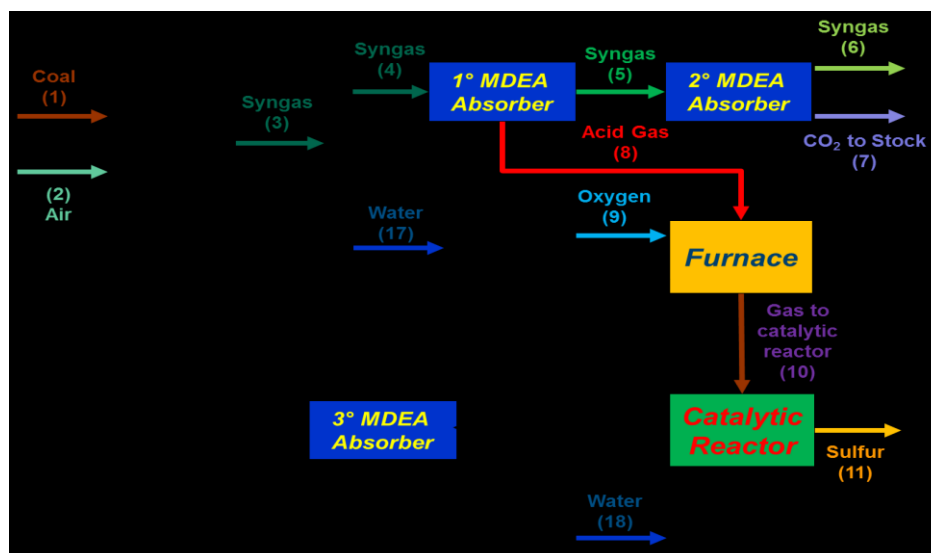 Coal
(1)
(2)
Air
Syngas
(3)
Syngas
(4)
1° MDEA
Absorber
Syngas
(5)
2° MDEA
Absorber
Syngas
(6)
CO₂ to Stock
(7)
Acid Gas
(8)
Water
(17)
Oxygen
(9)
Furnace
Gas to
catalytic
reactor
(10)
3° MDEA
Absorber
Catalytic
Reactor
Sulfur
(11)
Water
(18)